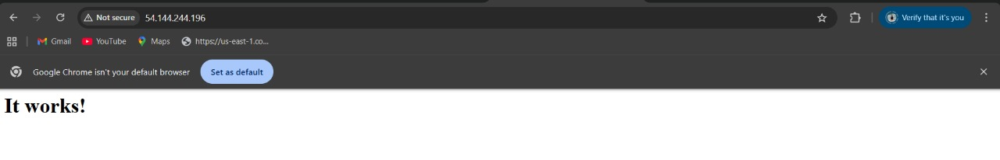 Not secure 54.144.244.196 Verify that it's you
Gmail YouTube Maps https://us-east-1.co...
Google Chrome isn't your default browser Set as default
It works!